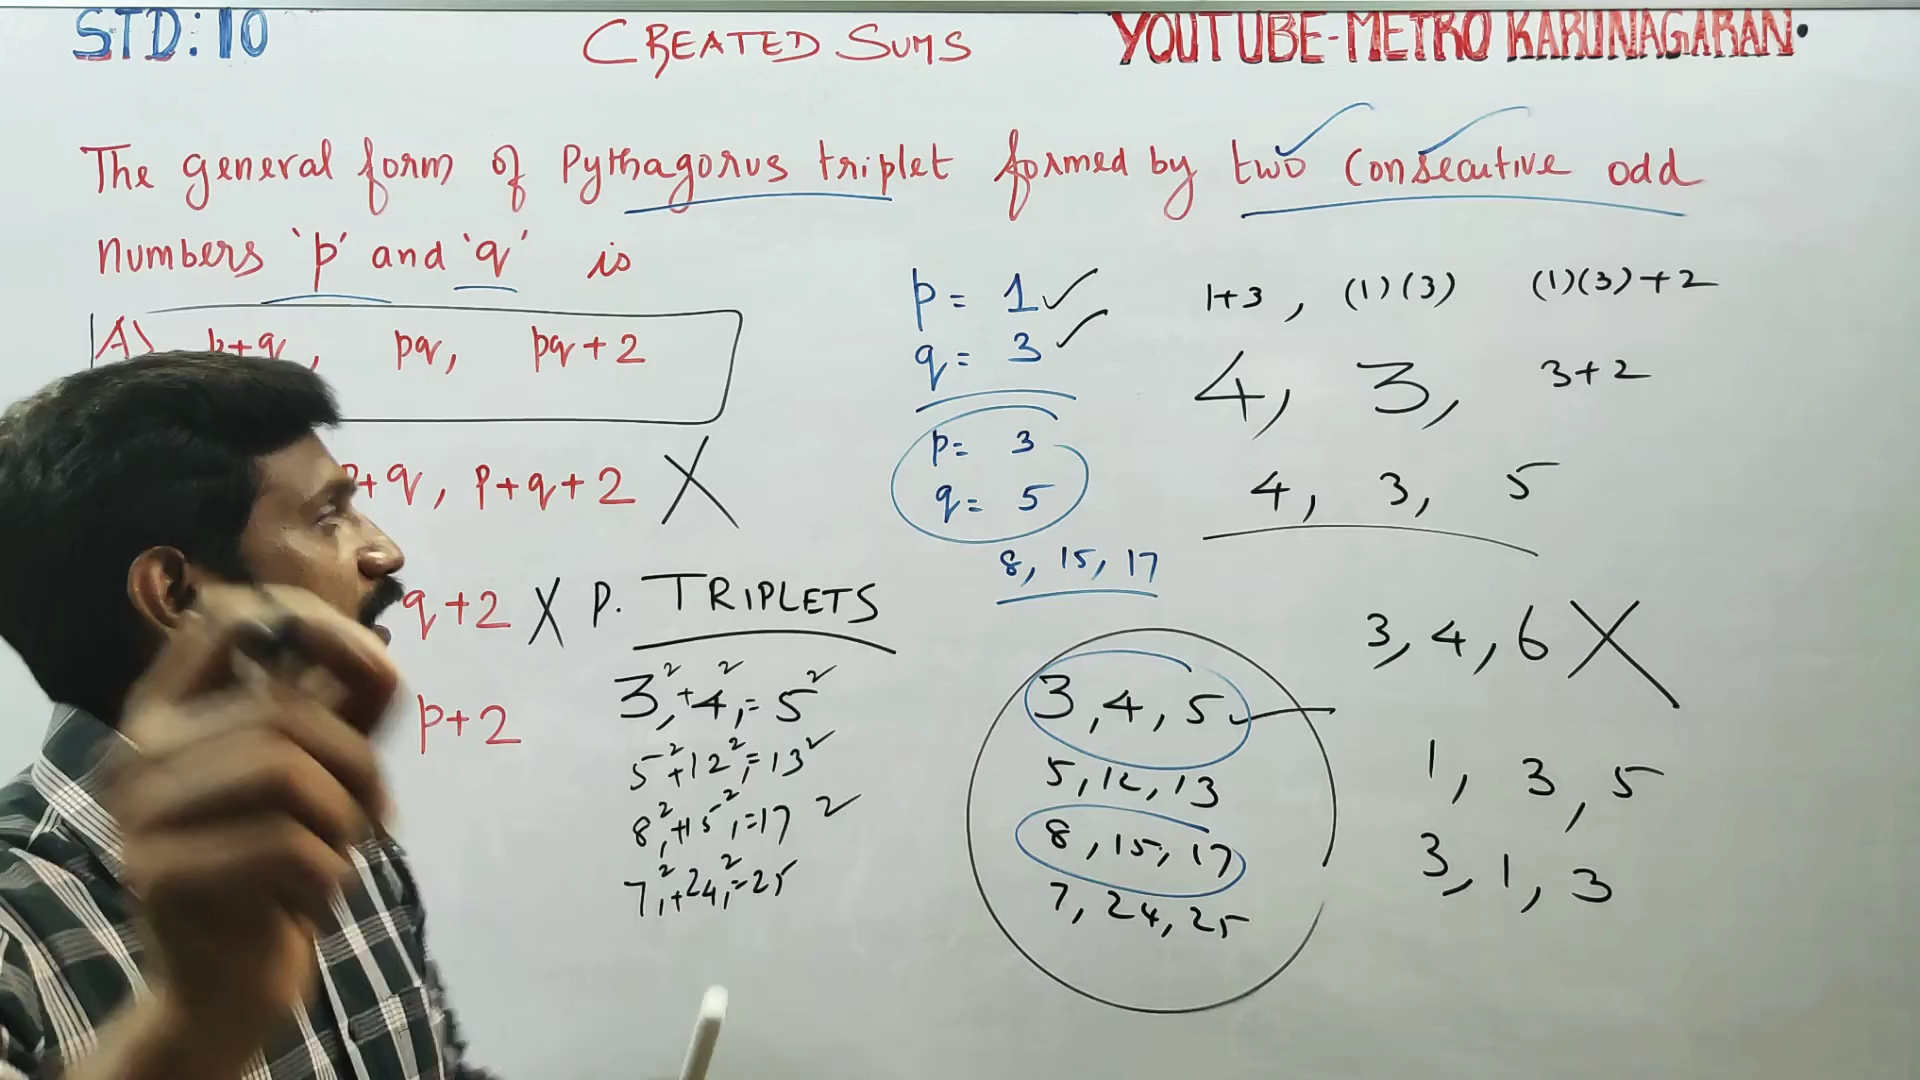 STD: 10 CREATED SUMS YOUTUBE-METRO KARUNAGARAN.
The general form of Pythagorus triplet formed by two consecutive odd
numbers 'p' and 'q' is
A) p+q, pq, pq+2
p+q, p+q+2 X
q+2 X
p+2
P. TRIPLETS
3², +4², = 5²
5² +12², = 13²
8², +15², = 17 2
7², +24², = 25
p = 1 ✓
q = 3 ✓
p = 3
q = 5
8, 15, 17
3, 4, 5
5, 12, 13
8, 15, 17
7, 24, 25
1+3, (1)(3) (1)(3)+2
4, 3, 3+2
4, 3, 5
3, 4, 6 X
1, 3, 5
3, 1, 3